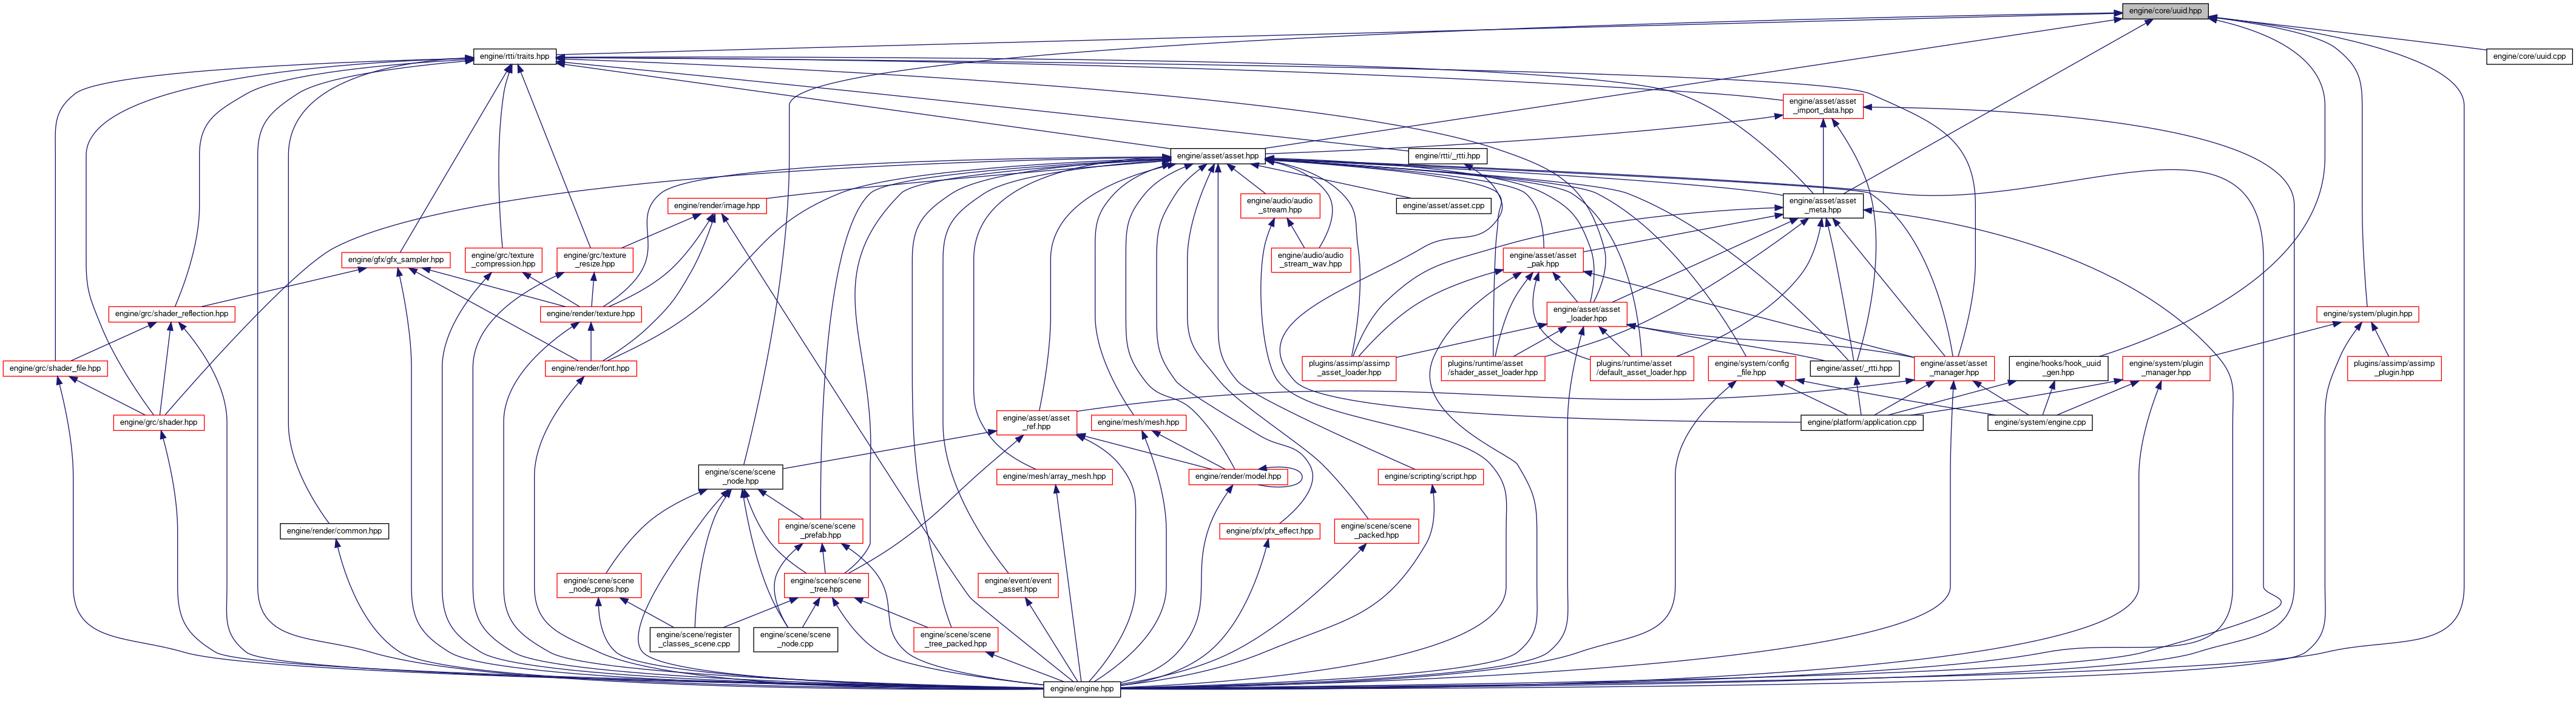 engine/core/uuid.hpp
engine/rtti/traits.hpp
engine/core/uuid.cpp
engine/asset/asset
_import_data.hpp
engine/asset/asset.hpp
engine/rtti/_rtti.hpp
engine/render/image.hpp
engine/audio/audio
_stream.hpp
engine/asset/asset.cpp
engine/asset/asset
_meta.hpp
engine/gfx/gfx_sampler.hpp
engine/grc/texture
_compression.hpp
engine/grc/texture
_resize.hpp
engine/audio/audio
_stream_wav.hpp
engine/asset/asset
_pak.hpp
engine/grc/shader_reflection.hpp
engine/render/texture.hpp
engine/asset/asset
_loader.hpp
engine/system/plugin.hpp
engine/grc/shader_file.hpp
engine/render/font.hpp
plugins/assimp/assimp
_asset_loader.hpp
plugins/runtime/asset
/shader_asset_loader.hpp
plugins/runtime/asset
/default_asset_loader.hpp
engine/system/config
_file.hpp
engine/asset/_rtti.hpp
engine/asset/asset
_manager.hpp
engine/hooks/hook_uuid
_gen.hpp
engine/system/plugin
_manager.hpp
plugins/assimp/assimp
_plugin.hpp
engine/grc/shader.hpp
engine/asset/asset
_ref.hpp
engine/mesh/mesh.hpp
engine/platform/application.cpp
engine/system/engine.cpp
engine/scene/scene
_node.hpp
engine/mesh/array_mesh.hpp
engine/render/model.hpp
engine/scripting/script.hpp
engine/render/common.hpp
engine/scene/scene
_prefab.hpp
engine/pfx/pfx_effect.hpp
engine/scene/scene
_packed.hpp
engine/scene/scene
_node_props.hpp
engine/scene/scene
_tree.hpp
engine/event/event
_asset.hpp
engine/scene/register
_classes_scene.cpp
engine/scene/scene
_node.cpp
engine/scene/scene
_tree_packed.hpp
engine/engine.hpp